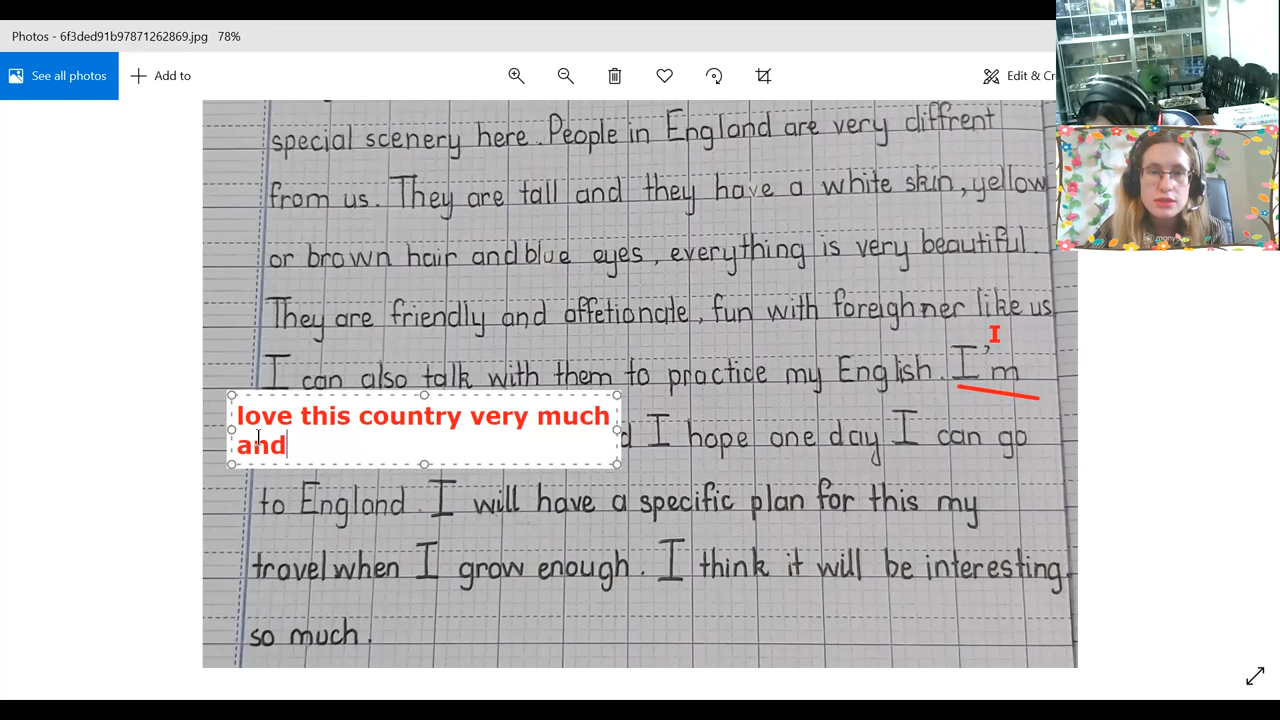 Photos - 6f3ded91b97871262869.jpg 78%
See all photos
Add to
Edit & Cr
special scenery here. People in England are very diffrent
from us. They are tall and they have a white skin, yellow
or brown hair and blue eyes, everything is very beautiful.
They are friendly and affetionate, fun with foreighner like us
I
I can also talk with them to practice my English. I'm
love this country very much
and
I hope one day I can go
to England. I will have a specific plan for this my
travel when I grow enough. I think it will be interesting
so much.